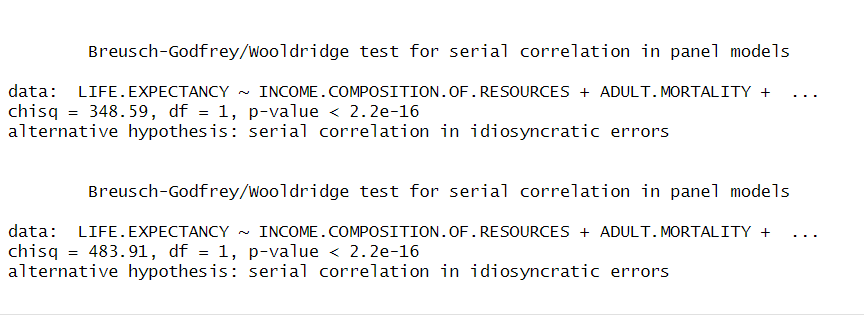 Breusch-Godfrey/Wooldridge test for serial correlation in panel models
data:  LIFE.EXPECTANCY ~ INCOME.COMPOSITION.OF.RESOURCES + ADULT.MORTALITY +  ...
chisq = 348.59, df = 1, p-value < 2.2e-16
alternative hypothesis: serial correlation in idiosyncratic errors
Breusch-Godfrey/Wooldridge test for serial correlation in panel models
data:  LIFE.EXPECTANCY ~ INCOME.COMPOSITION.OF.RESOURCES + ADULT.MORTALITY +  ...
chisq = 483.91, df = 1, p-value < 2.2e-16
alternative hypothesis: serial correlation in idiosyncratic errors